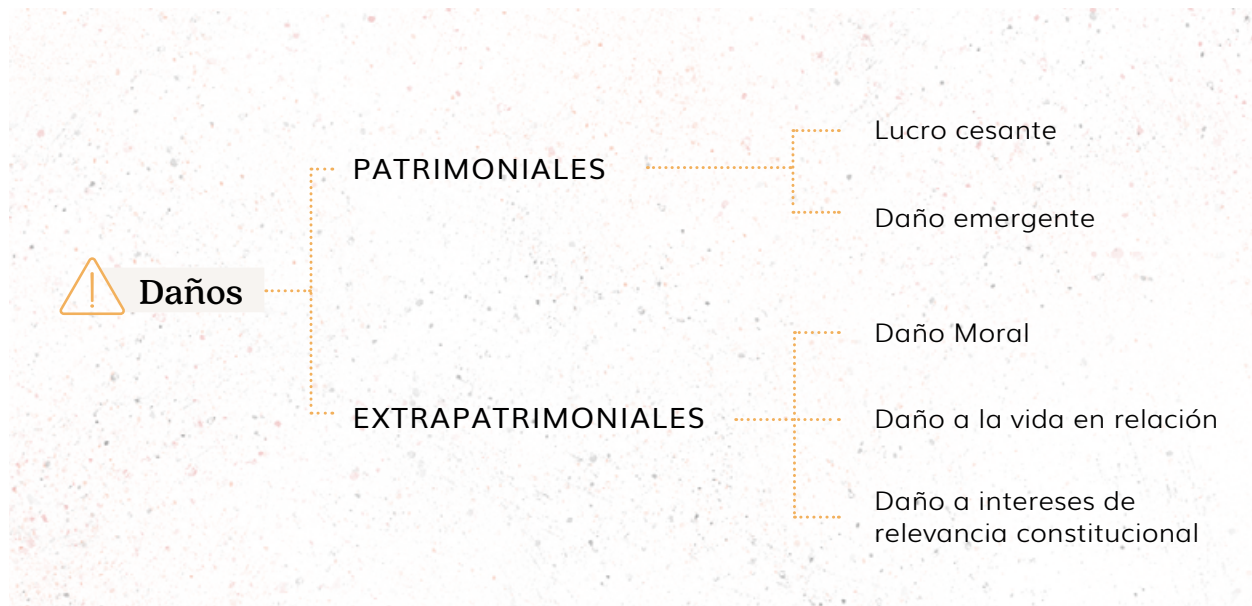 Daños
PATRIMONIALES
Lucro cesante
Daño emergente
EXTRAPATRIMONIALES
Daño Moral
Daño a la vida en relación
Daño a intereses de
relevancia constitucional